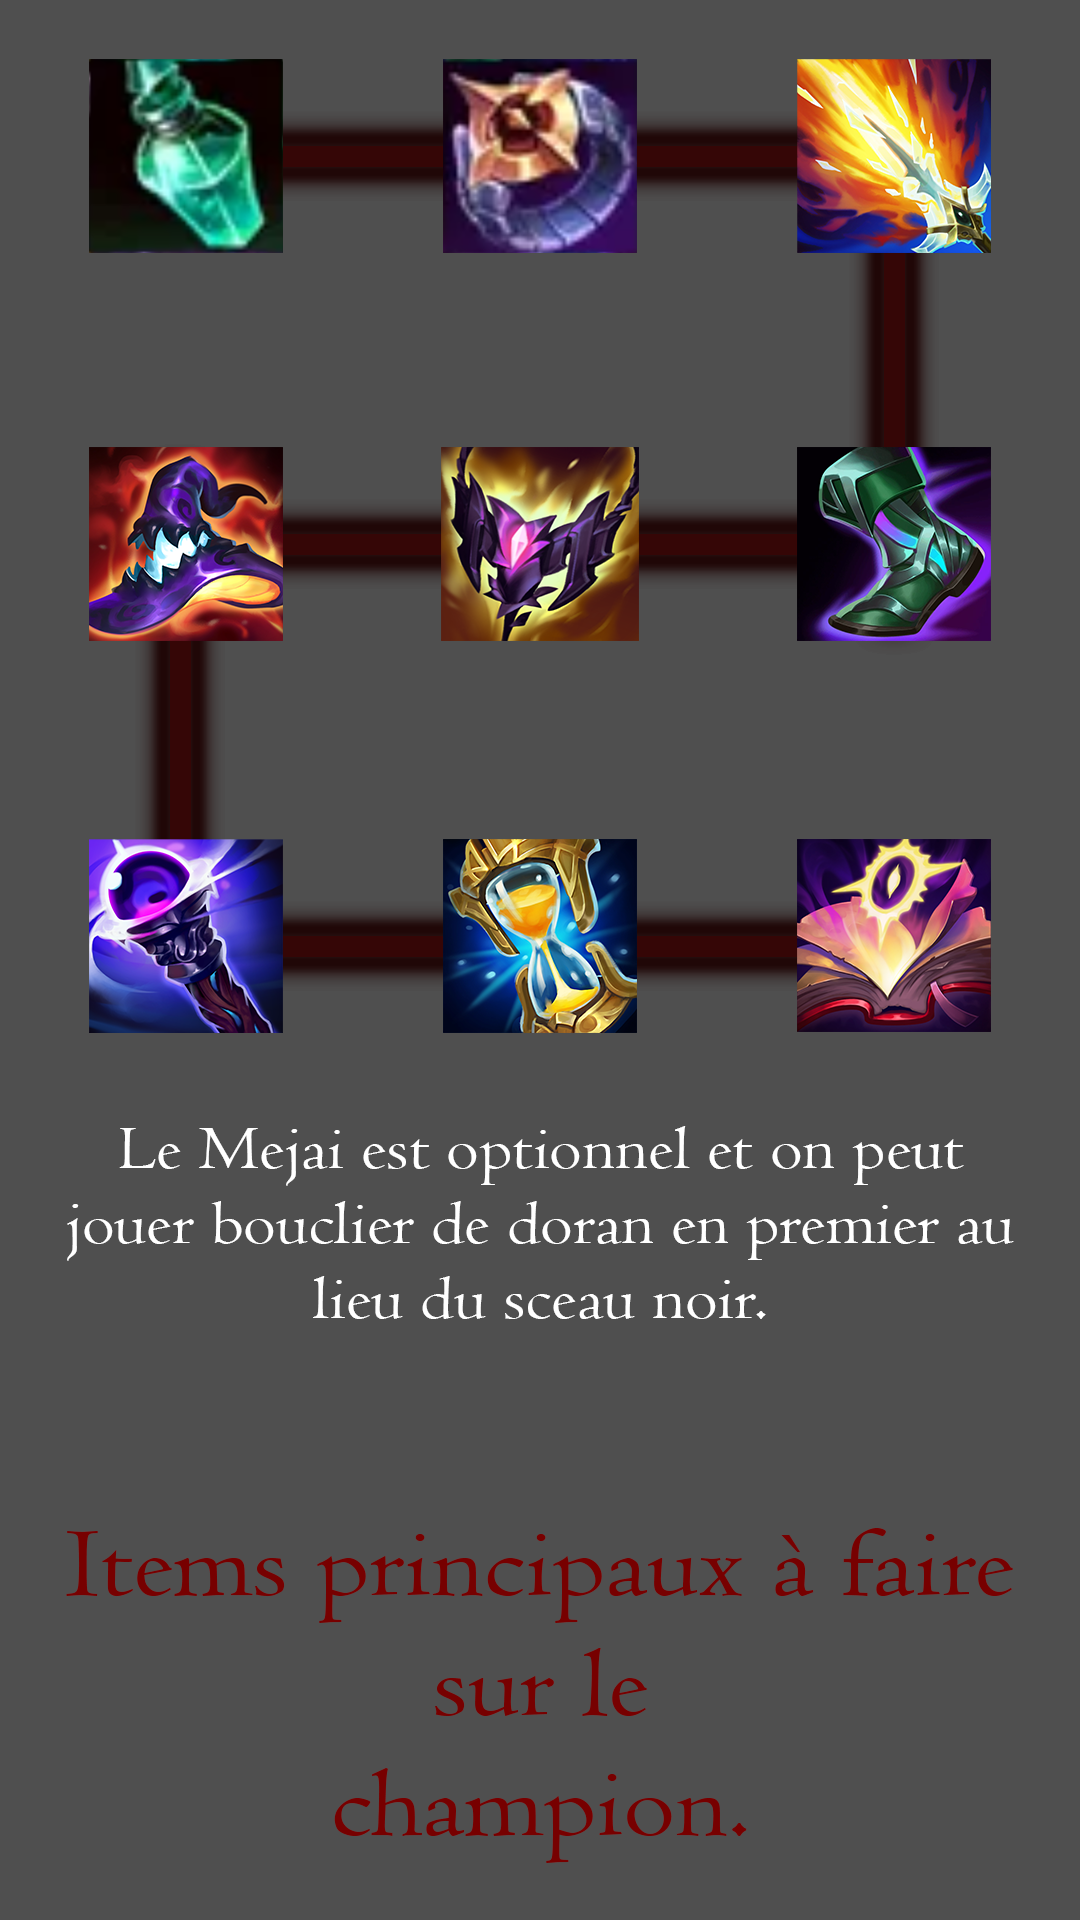 Le Mejai est optionnel et on peut
jouer bouclier de doran en premier au
lieu du sceau noir.
Items principaux à faire
sur le
champion.